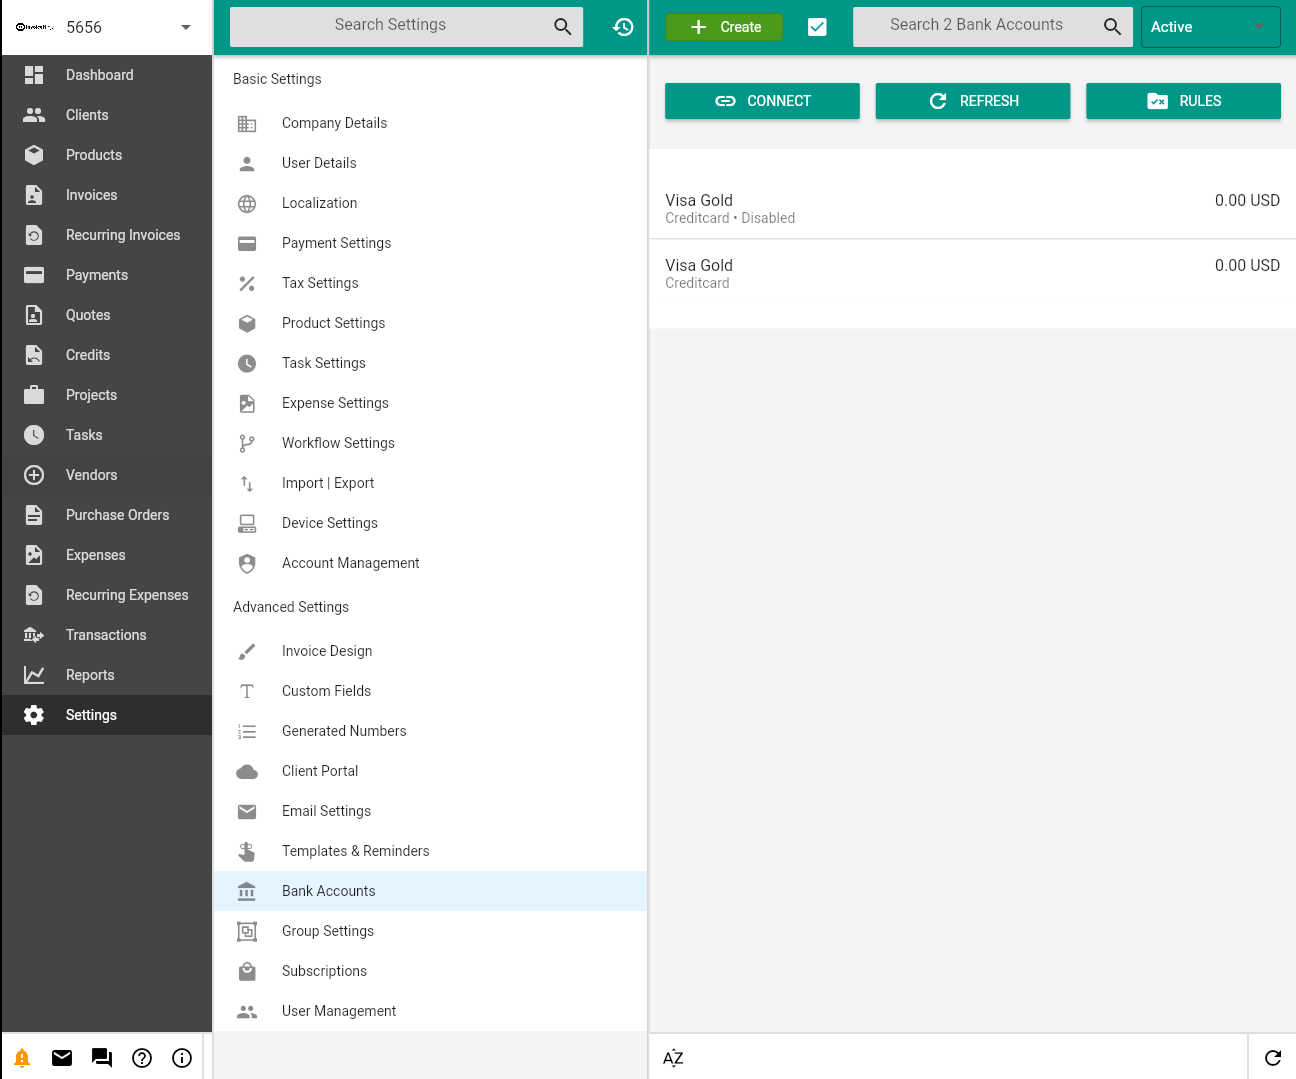 5656
Dashboard
Clients
Products
Invoices
Recurring Invoices
Payments
Quotes
Credits
Projects
Tasks
Vendors
Purchase Orders
Expenses
Recurring Expenses
Transactions
Reports
Settings
Search Settings
Basic Settings
Company Details
User Details
Localization
Payment Settings
Tax Settings
Product Settings
Task Settings
Expense Settings
Workflow Settings
Import | Export
Device Settings
Account Management
Advanced Settings
Invoice Design
Custom Fields
Generated Numbers
Client Portal
Email Settings
Templates & Reminders
Bank Accounts
Group Settings
Subscriptions
User Management
Create
Search 2 Bank Accounts
Active
CONNECT
REFRESH
RULES
Visa Gold 0.00 USD
Creditcard • Disabled
Visa Gold 0.00 USD
Creditcard
AZ